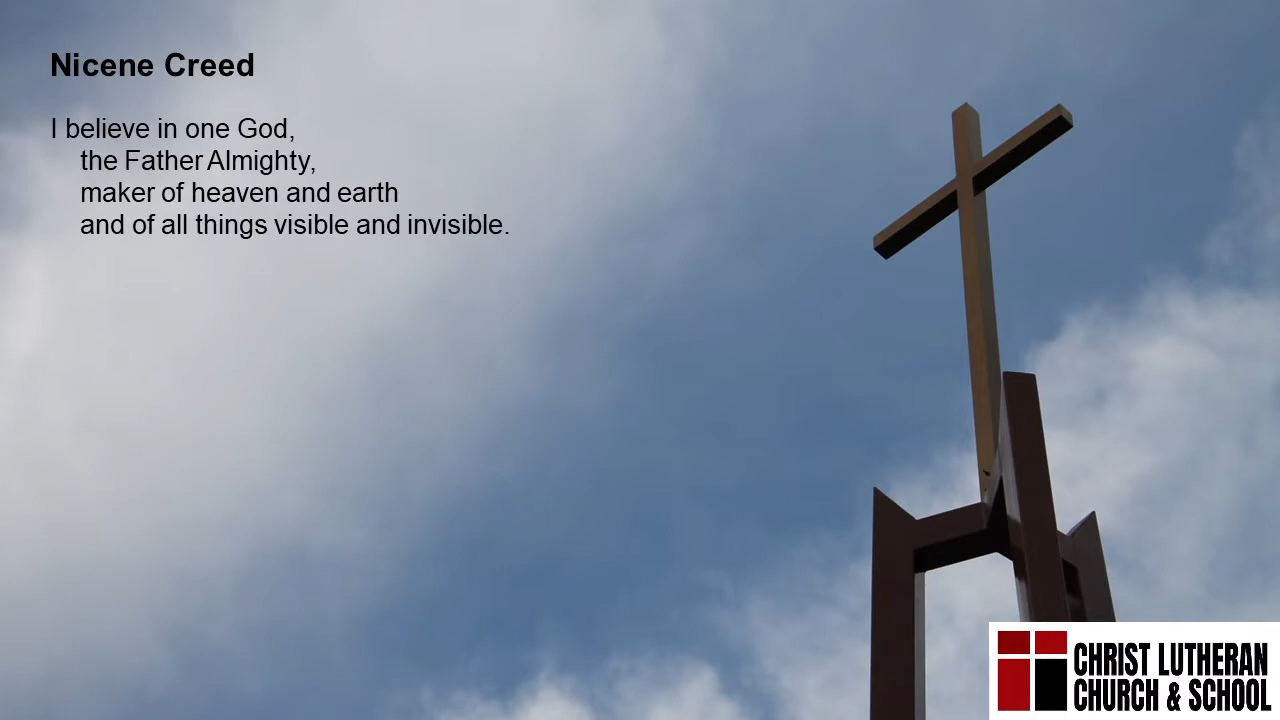 Nicene Creed
I believe in one God,
the Father Almighty,
maker of heaven and earth
and of all things visible and invisible.
CHRIST LUTHERAN
CHURCH & SCHOOL